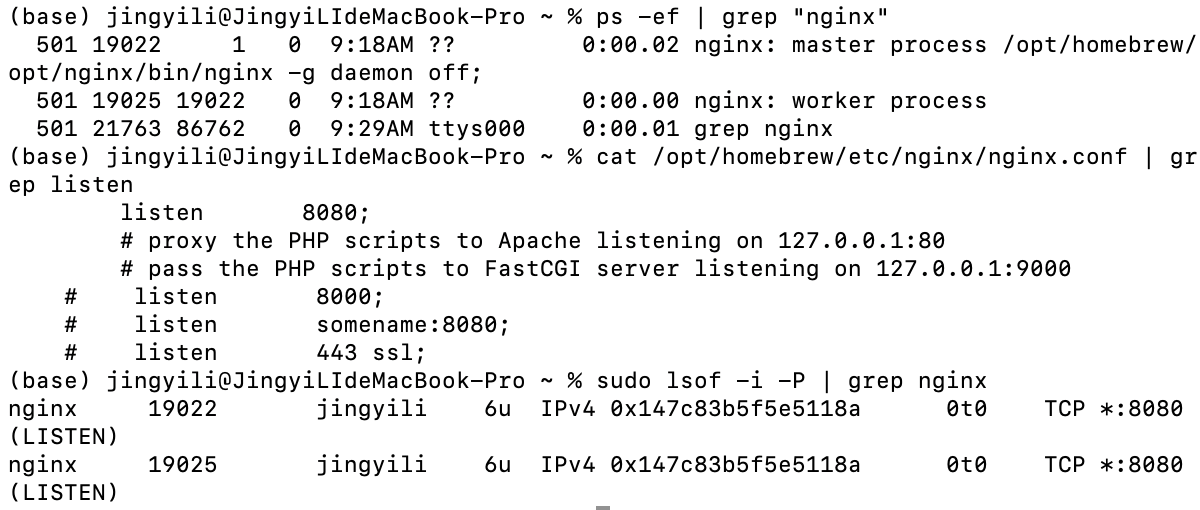 (base) jingyili@JingyiLIdeMacBook-Pro ~ % ps -ef | grep "nginx"
  501 19022     1   0  9:18AM ??         0:00.02 nginx: master process /opt/homebrew/
opt/nginx/bin/nginx -g daemon off;
  501 19025 19022   0  9:18AM ??         0:00.00 nginx: worker process
  501 21763 86762   0  9:29AM ttys000    0:00.01 grep nginx
(base) jingyili@JingyiLIdeMacBook-Pro ~ % cat /opt/homebrew/etc/nginx/nginx.conf | gr
ep listen
        listen       8080;
        # proxy the PHP scripts to Apache listening on 127.0.0.1:80
        # pass the PHP scripts to FastCGI server listening on 127.0.0.1:9000
    #    listen       8000;
    #    listen       somename:8080;
    #    listen       443 ssl;
(base) jingyili@JingyiLIdeMacBook-Pro ~ % sudo lsof -i -P | grep nginx
nginx     19022     jingyili    6u  IPv4 0x147c83b5f5e5118a      0t0    TCP *:8080
(LISTEN)
nginx     19025     jingyili    6u  IPv4 0x147c83b5f5e5118a      0t0    TCP *:8080
(LISTEN)